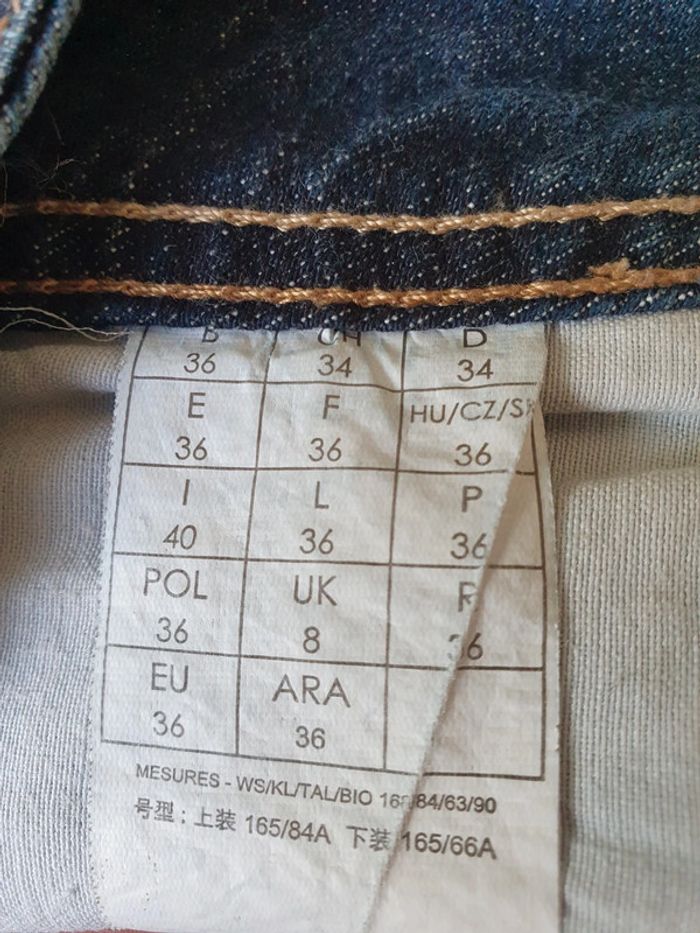 B CH D
36 34 34
E F HU/CZ/S
36 36 36
I L P
40 36 36
POL UK R
36 8 36
EU ARA
36 36
MESURES - WS/KL/TAL/BIO 168/84/63/90
号型：上装 165/84A 下装 165/66A